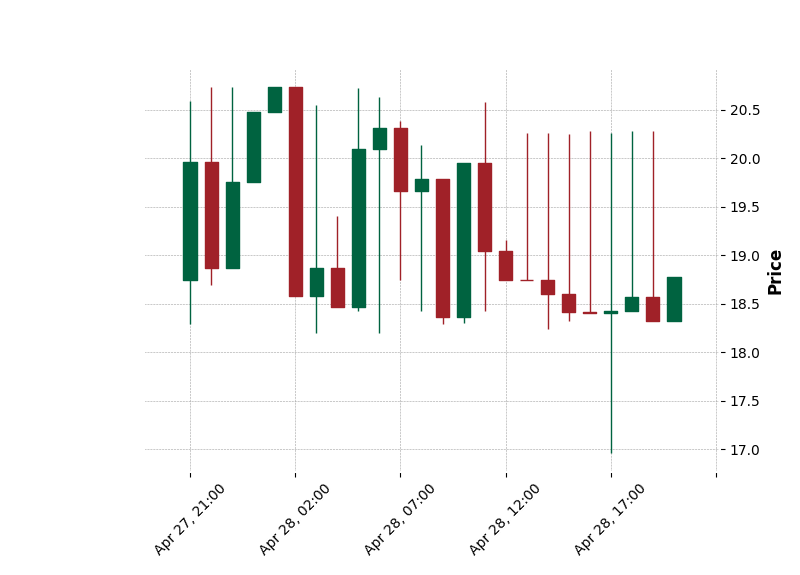 20.5
20.0
19.5
19.0
18.5
18.0
17.5
17.0
Price
Apr 27, 21:00
Apr 28, 02:00
Apr 28, 07:00
Apr 28, 12:00
Apr 28, 17:00